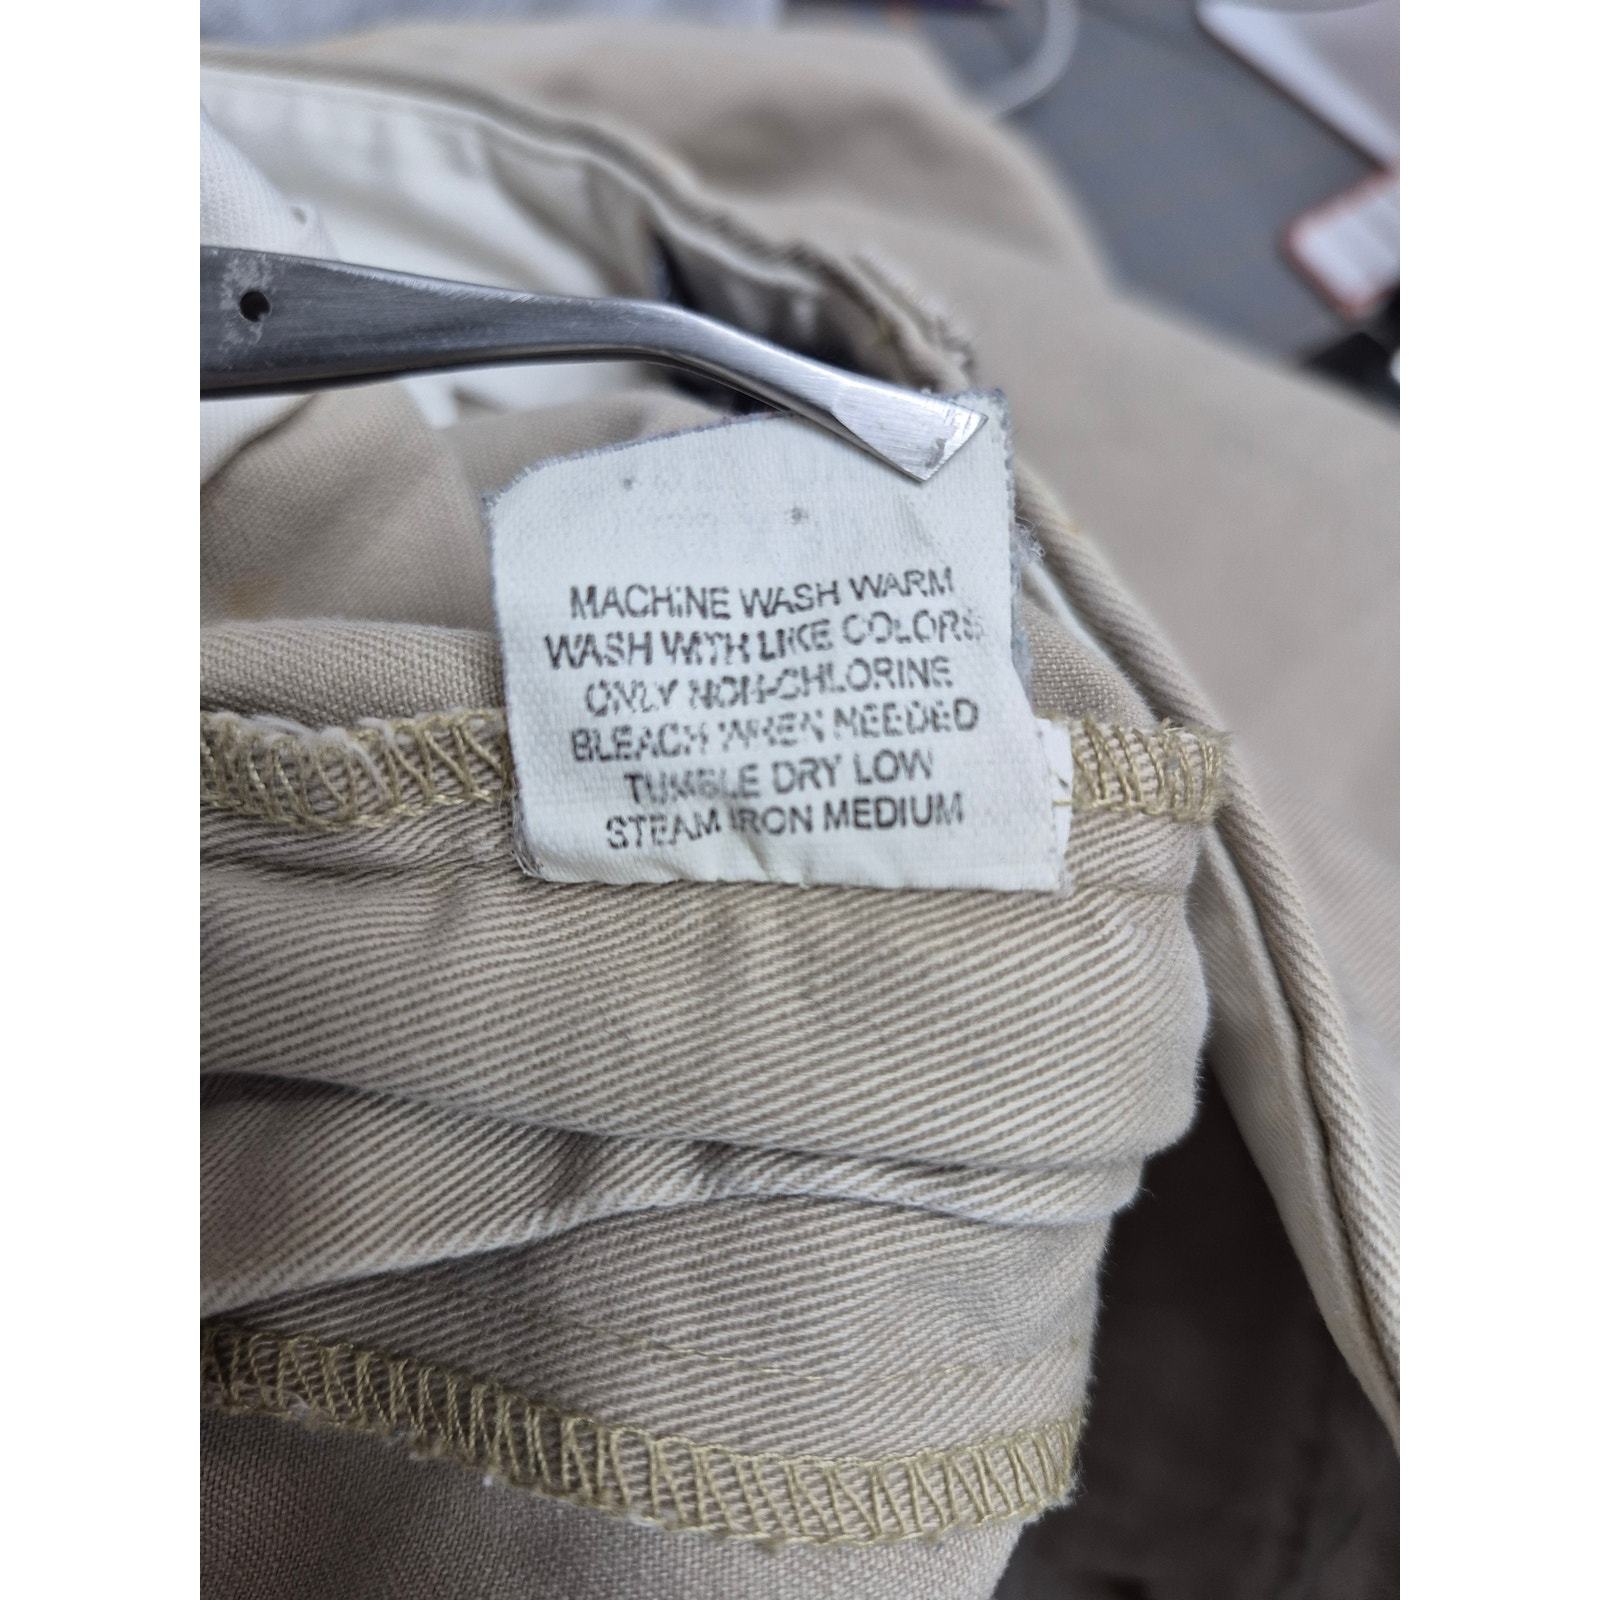 MACHINE WASH WARM
WASH WITH LIKE COLORS
ONLY NON-CHLORINE
BLEACH WHEN NEEDED
TUMBLE DRY LOW
STEAM IRON MEDIUM